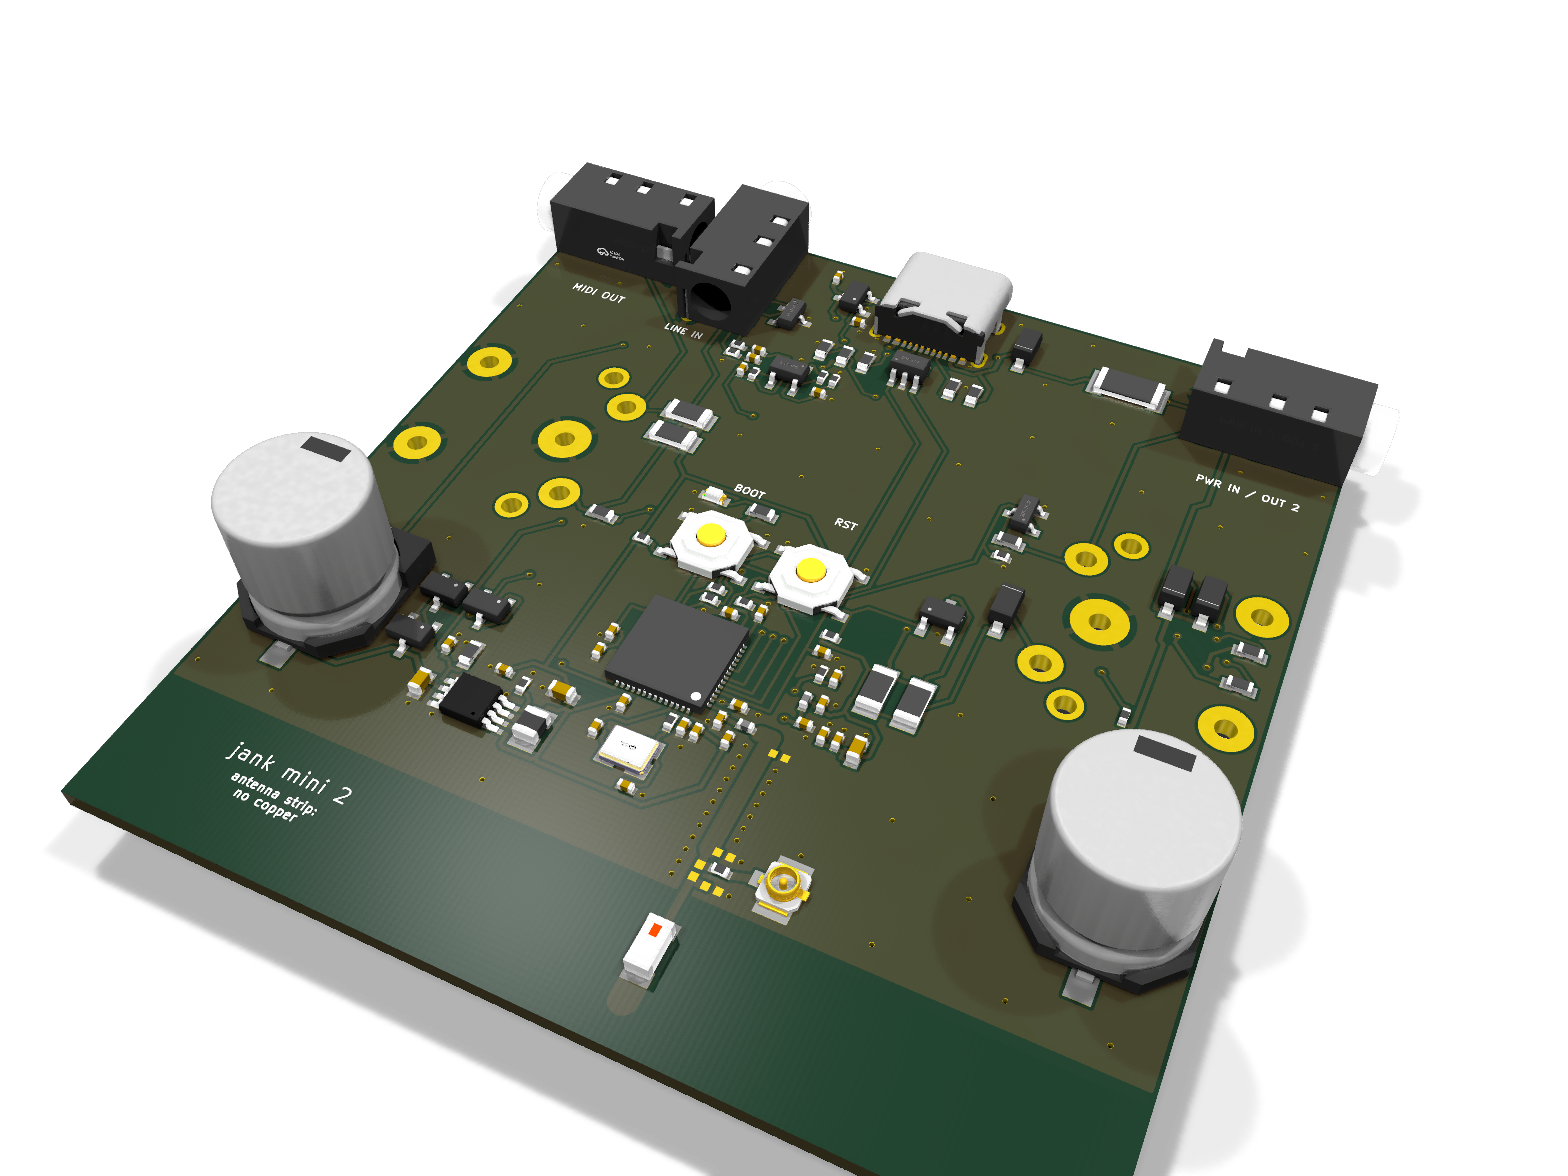 MIDI OUT
LINE IN
PWR IN / OUT 2
BOOT
RST
jank mini 2
antenna strip:
no copper